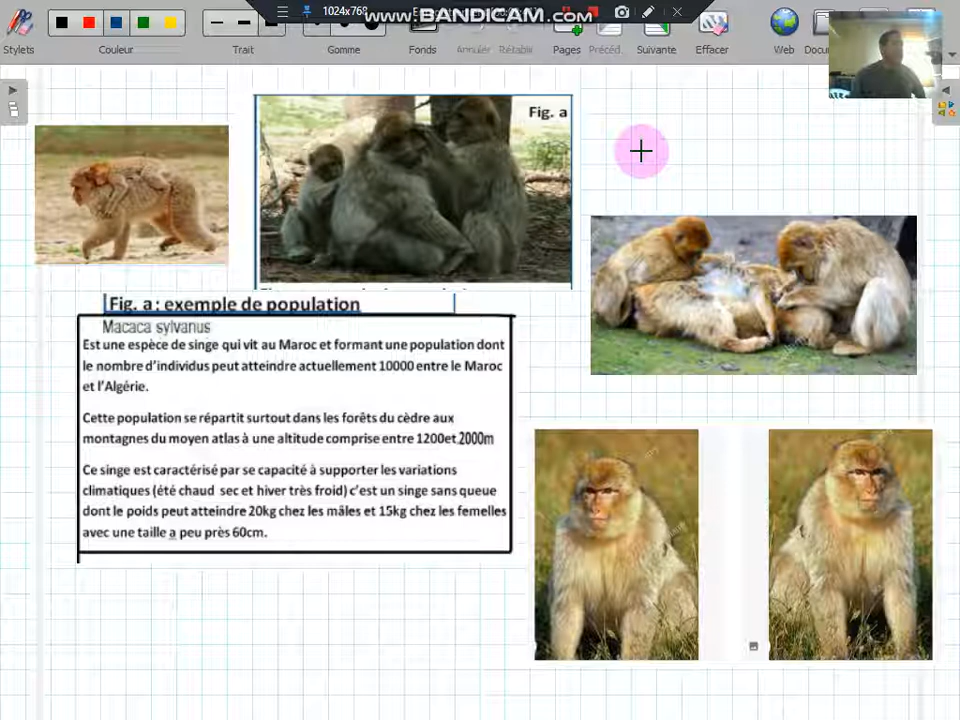 1024x768
www.BANDICAM.com
Stylets
Couleur
Trait
Gomme
Fonds
Annuler
Rétablir
Pages
Précéd.
Suivante
Effacer
Web
Fig. a
Fig. a : exemple de population
Macaca sylvanus
Est une espèce de singe qui vit au Maroc et formant une population dont
le nombre d'individus peut atteindre actuellement 10000 entre le Maroc
et l'Algérie.
Cette population se répartit surtout dans les forêts du cèdre aux
montagnes du moyen atlas à une altitude comprise entre 1200et.2000m
Ce singe est caractérisé par se capacité à supporter les variations
climatiques (été chaud sec et hiver très froid) c'est un singe sans queue
dont le poids peut atteindre 20kg chez les mâles et 15kg chez les femelles
avec une taille a peu près 60cm.